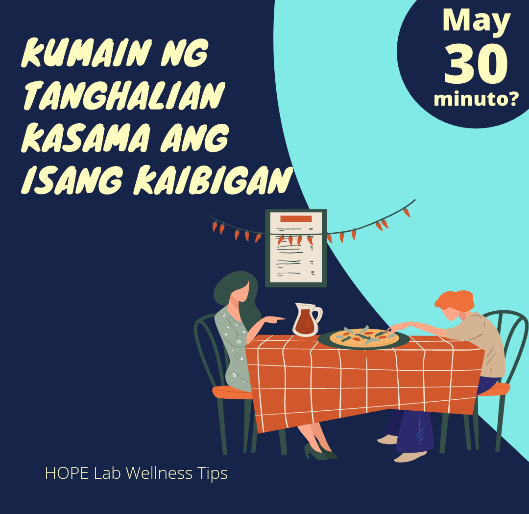 KUMAIN NG
TANGHALIAN
KASAMA ANG
ISANG KAIBIGAN
May
30
minuto?
HOPE Lab Wellness Tips